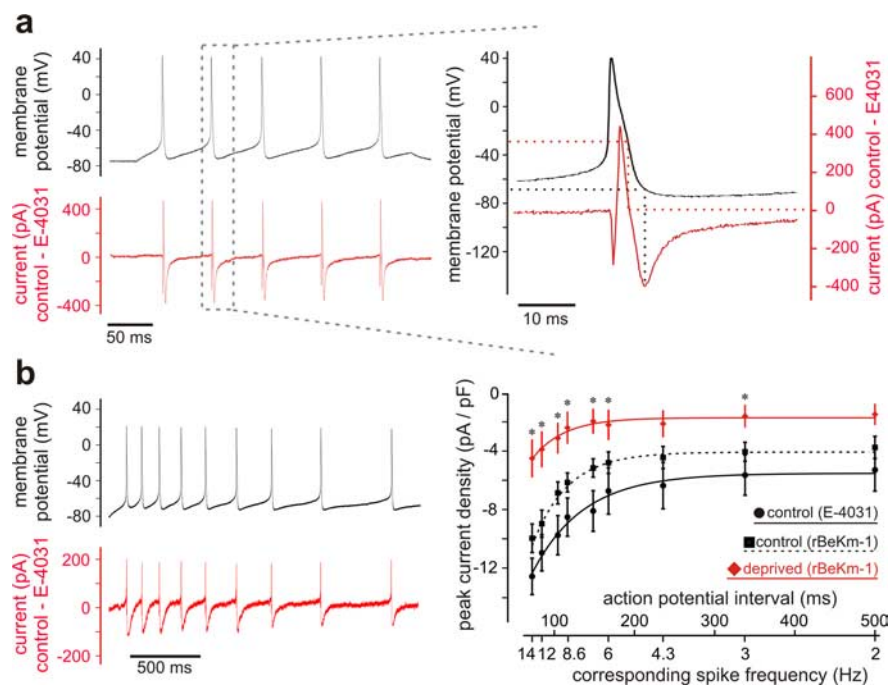 a
membrane
potential (mV)
40
0
-40
-80
current (pA)
control - E-4031
400
0
-400
50 ms
membrane potential (mV)
40
0
-40
-80
-120
10 ms
600
400
200
0
-200
-400
current (pA) control - E4031
b
membrane
potential (mV)
40
0
-40
-80
current (pA)
control - E-4031
200
0
-200
500 ms
peak current density (pA / pF)
0
-4
-8
-12
* * * * * * *
control (E-4031)
control (rBeKm-1)
deprived (rBeKm-1)
action potential interval (ms)
100 200 300 400 500
14 12 8.6 6 4.3 3 2
corresponding spike frequency (Hz)